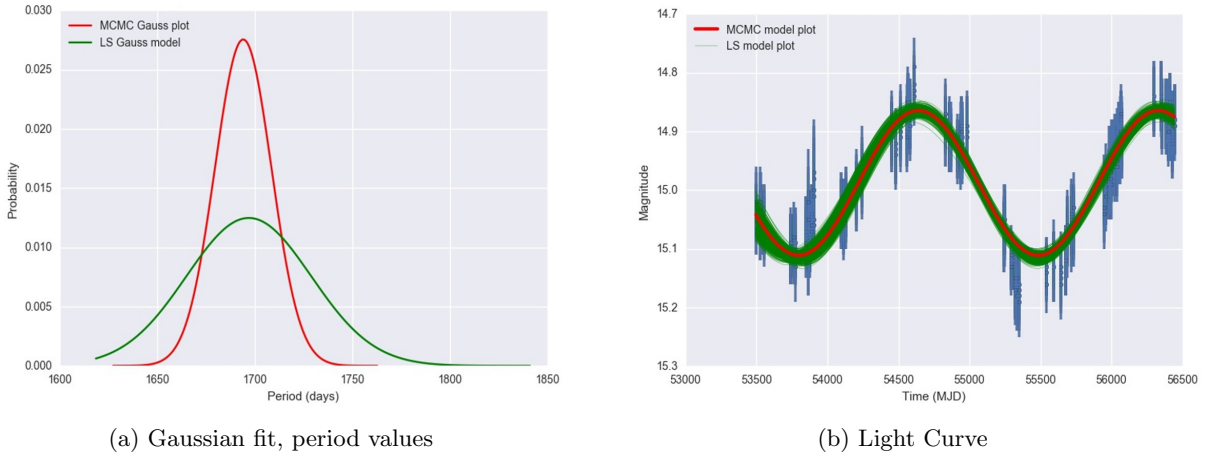 0.030
0.025
0.020
0.015
0.010
0.005
0.000
Probability
MCMC Gauss plot
LS Gauss model
1600
1650
1700
1750
1800
1850
Period (days)
(a) Gaussian fit, period values
14.7
14.8
14.9
15.0
15.1
15.2
15.3
Magnitude
MCMC model plot
LS model plot
53000
53500
54000
54500
55000
55500
56000
56500
Time (MJD)
(b) Light Curve